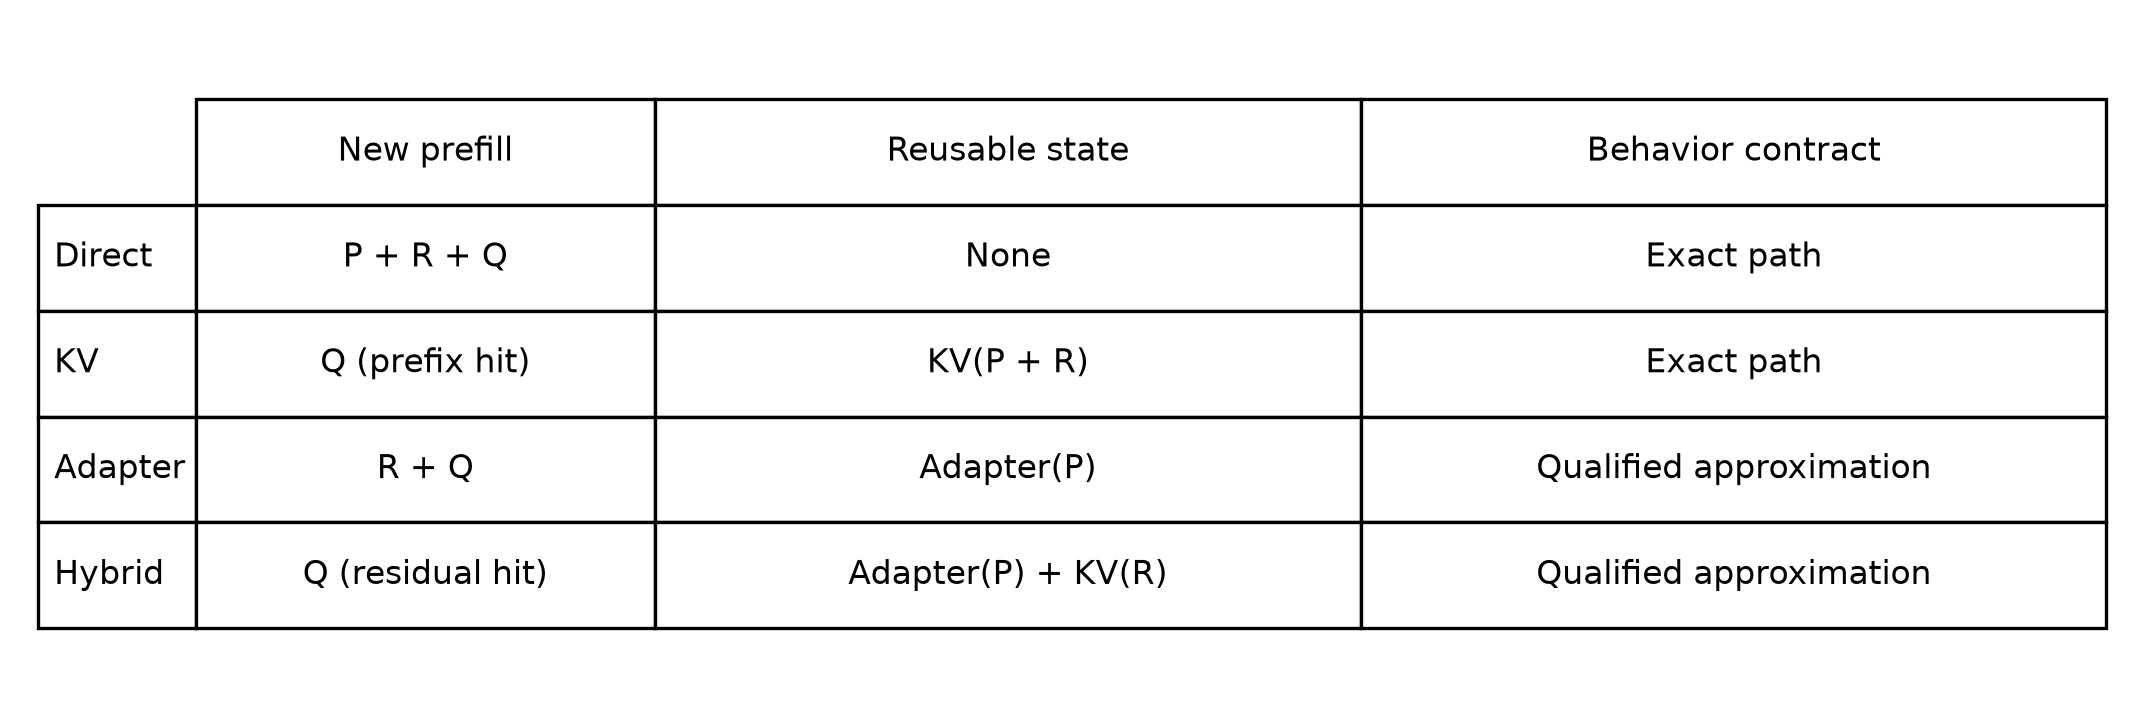 New prefill Reusable state Behavior contract
Direct P + R + Q None Exact path
KV Q (prefix hit) KV(P + R) Exact path
Adapter R + Q Adapter(P) Qualified approximation
Hybrid Q (residual hit) Adapter(P) + KV(R) Qualified approximation